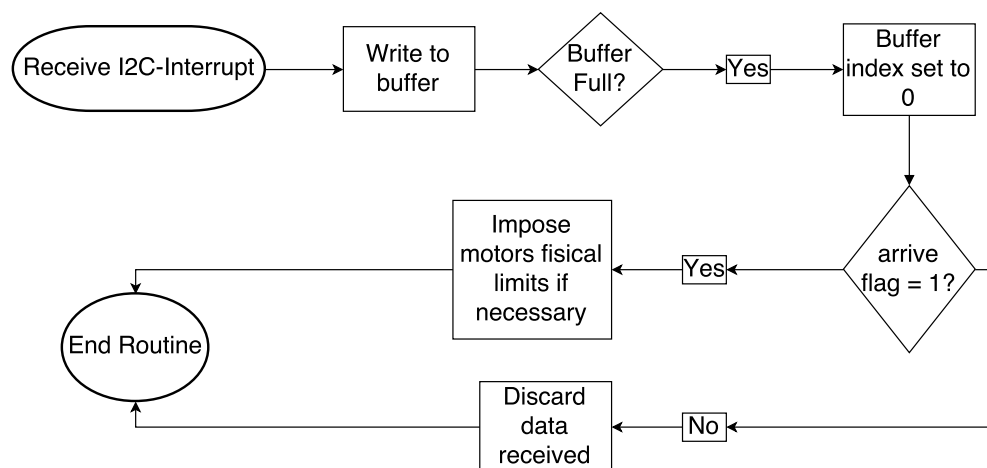 Receive I2C-Interrupt
Write to
buffer
Buffer
Full?
Yes
Buffer
index set to
0
arrive
flag = 1?
Yes
Impose
motors fisical
limits if
necessary
End Routine
No
Discard
data
received